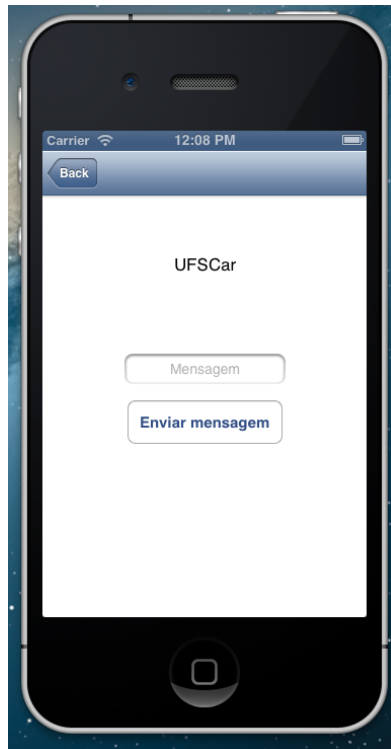 Carrier 12:08 PM
Back
UFSCar
Mensagem
Enviar mensagem